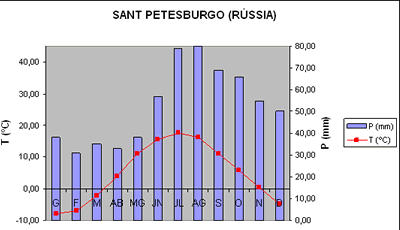 SANT PETESBURGO (RÚSSIA)
T (°C)
40,00
30,00
20,00
10,00
0,00
-10,00
G F M AB MG JN JL AG S O N D
80,00
70,00
60,00
50,00
40,00
30,00
20,00
10,00
0,00
P (mm)
P (mm)
T (°C)